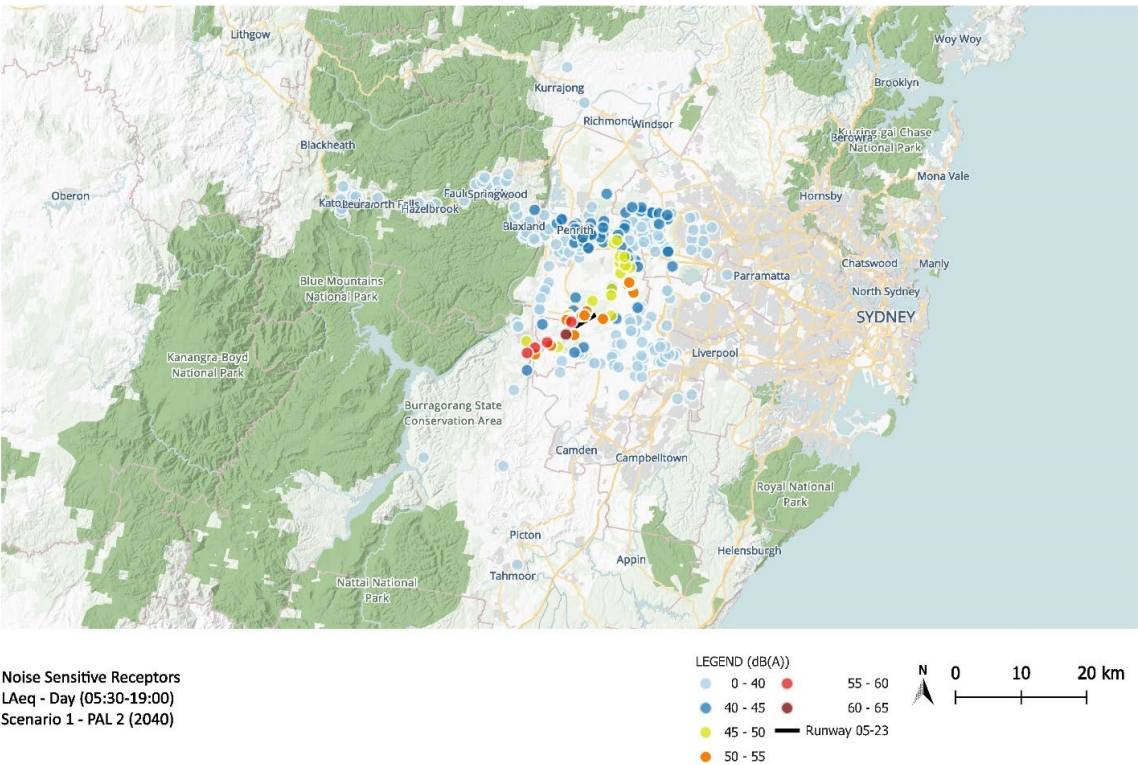 Lithgow
Woy Woy
Kurrajong
Brooklyn
Richmond
Windsor
Blackheath
Berowra
Ku-ring-gai Chase
National Park
Mona Vale
Oberon
Hornsby
Springwood
Hazelbrook
Blaxland
Penrith
Chatswood
Manly
Parramatta
North Sydney
Blue Mountains
National Park
SYDNEY
Kanangra-Boyd
National Park
Liverpool
Burragorang State
Conservation Area
Camden
Campbelltown
Royal National
Park
Picton
Appin
Helensburgh
Tahmoor
Nattai National
Park
Noise Sensitive Receptors
LAeq - Day (05:30-19:00)
Scenario 1 - PAL 2 (2040)
LEGEND (dB(A))
0 - 40
40 - 45
45 - 50
50 - 55
55 - 60
60 - 65
Runway 05-23
N
0 10 20 km